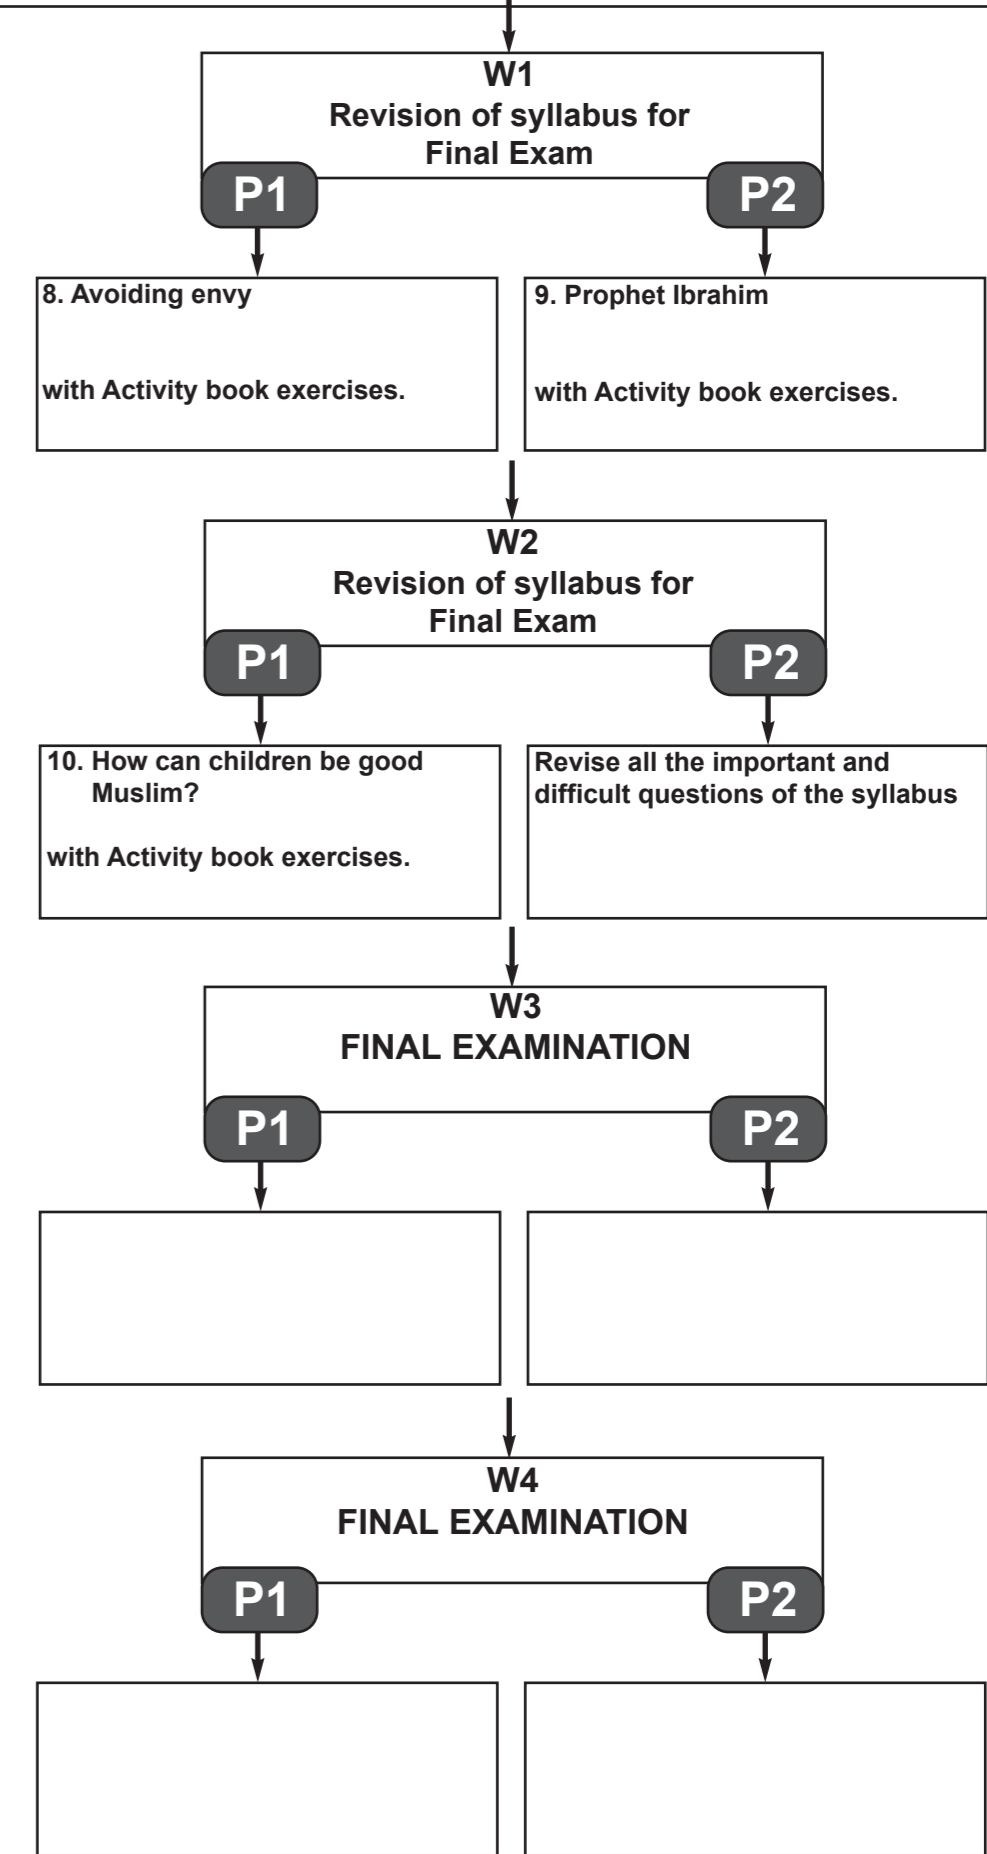 W1
Revision of syllabus for
Final Exam
P1
P2
8. Avoiding envy
with Activity book exercises.
9. Prophet Ibrahim
with Activity book exercises.
W2
Revision of syllabus for
Final Exam
P1
P2
10. How can children be good
Muslim?
with Activity book exercises.
Revise all the important and
difficult questions of the syllabus
W3
FINAL EXAMINATION
P1
P2
W4
FINAL EXAMINATION
P1
P2